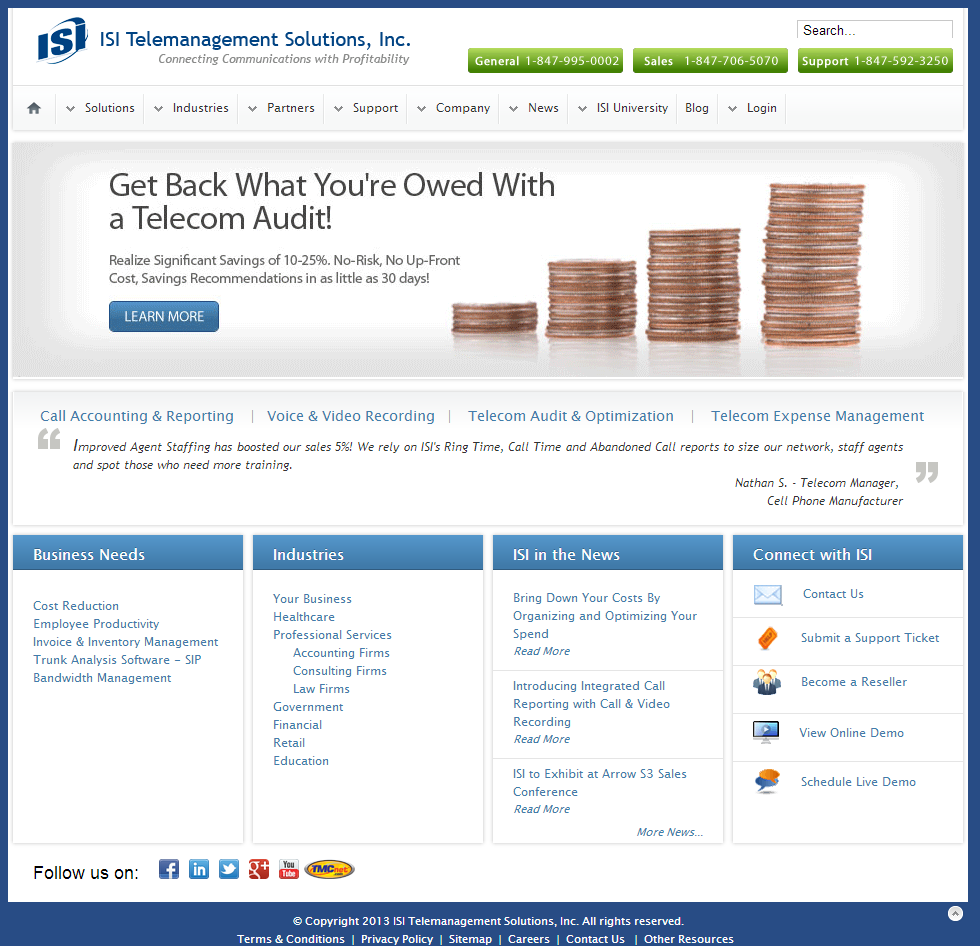 ISI
ISI Telemanagement Solutions, Inc.
Connecting Communications with Profitability
Search...
General 1-847-995-0002
Sales 1-847-706-5070
Support 1-847-592-3250
Solutions
Industries
Partners
Support
Company
News
ISI University
Blog
Login
Get Back What You're Owed With
a Telecom Audit!
Realize Significant Savings of 10-25%. No-Risk, No Up-Front
Cost, Savings Recommendations in as little as 30 days!
LEARN MORE
Call Accounting & Reporting | Voice & Video Recording | Telecom Audit & Optimization | Telecom Expense Management
“ Improved Agent Staffing has boosted our sales 5%! We rely on ISI's Ring Time, Call Time and Abandoned Call reports to size our network, staff agents
and spot those who need more training. ”
Nathan S. - Telecom Manager,
Cell Phone Manufacturer
Business Needs
Cost Reduction
Employee Productivity
Invoice & Inventory Management
Trunk Analysis Software – SIP
Bandwidth Management
Industries
Your Business
Healthcare
Professional Services
Accounting Firms
Consulting Firms
Law Firms
Government
Financial
Retail
Education
ISI in the News
Bring Down Your Costs By
Organizing and Optimizing Your
Spend
Read More
Introducing Integrated Call
Reporting with Call & Video
Recording
Read More
ISI to Exhibit at Arrow S3 Sales
Conference
Read More
More News...
Connect with ISI
Contact Us
Submit a Support Ticket
Become a Reseller
View Online Demo
Schedule Live Demo
Follow us on:
f
in
g+
You
Tube
TMCnet.com
© Copyright 2013 ISI Telemanagement Solutions, Inc. All rights reserved.
Terms & Conditions | Privacy Policy | Sitemap | Careers | Contact Us | Other Resources